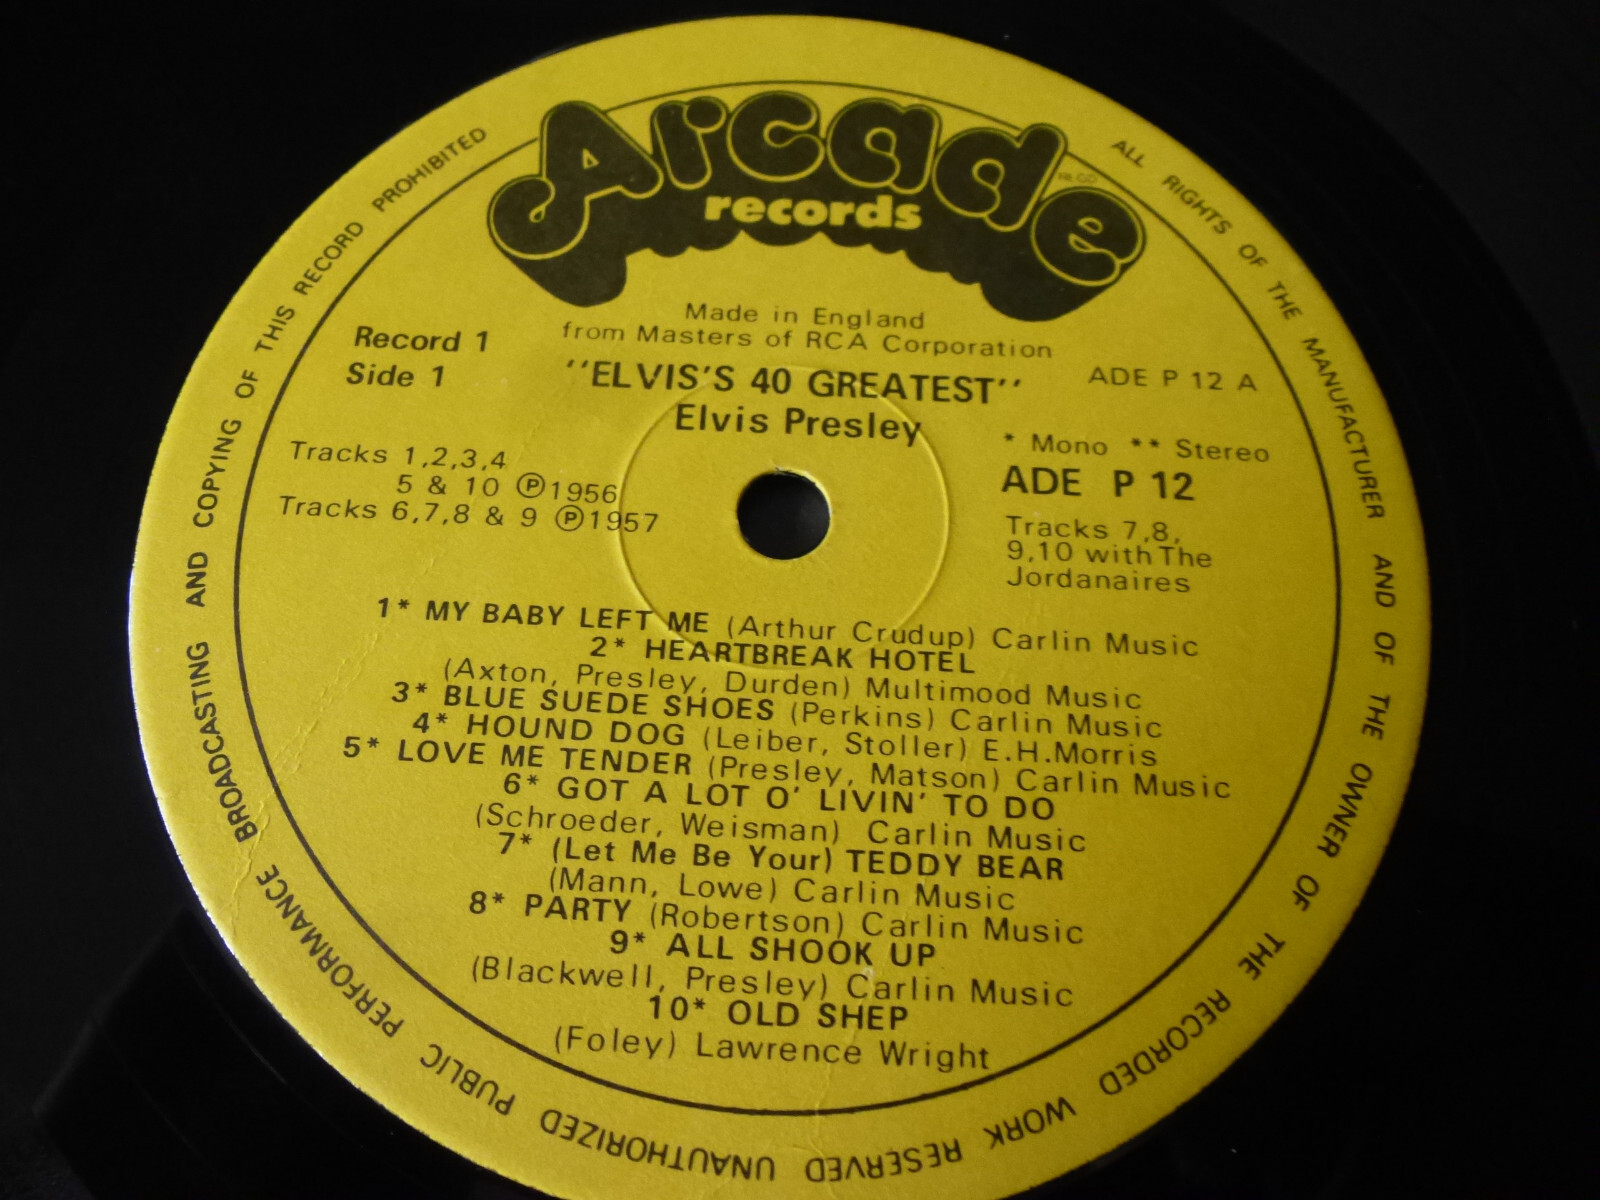 Arcade
records
Made in England
from Masters of RCA Corporation
Record 1
Side 1
"ELVIS'S 40 GREATEST"
Elvis Presley
ADE P 12 A
* Mono ** Stereo
ADE P 12
Tracks 1,2,3,4
5 & 10 Ⓟ1956
Tracks 6,7,8 & 9 Ⓟ1957
Tracks 7,8,
9,10 with The
Jordanaires
1* MY BABY LEFT ME (Arthur Crudup) Carlin Music
2* HEARTBREAK HOTEL
(Axton, Presley, Durden) Multimood Music
3* BLUE SUEDE SHOES (Perkins) Carlin Music
4* HOUND DOG (Leiber, Stoller) E.H.Morris
5* LOVE ME TENDER (Presley, Matson) Carlin Music
6* GOT A LOT O' LIVIN' TO DO
(Schroeder, Weisman) Carlin Music
7* (Let Me Be Your) TEDDY BEAR
(Mann, Lowe) Carlin Music
8* PARTY (Robertson) Carlin Music
9* ALL SHOOK UP
(Blackwell, Presley) Carlin Music
10* OLD SHEP
(Foley) Lawrence Wright
ALL RIGHTS OF THE MANUFACTURER AND OF THE OWNER OF THE RECORDED WORK RESERVED UNAUTHORIZED PUBLIC PERFORMANCE BROADCASTING AND COPYING OF THIS RECORD PROHIBITED